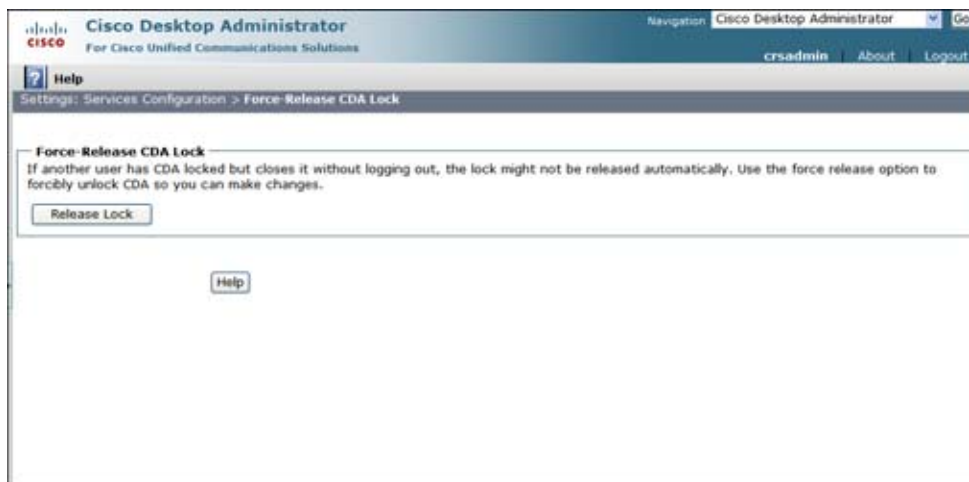 Cisco Desktop Administrator
For Cisco Unified Communications Solutions
CISCO
Navigation Cisco Desktop Administrator Go
crsadmin About Logout
? Help
Settings: Services Configuration > Force-Release CDA Lock
Force-Release CDA Lock
If another user has CDA locked but closes it without logging out, the lock might not be released automatically. Use the force release option to
forcibly unlock CDA so you can make changes.
Release Lock
Help